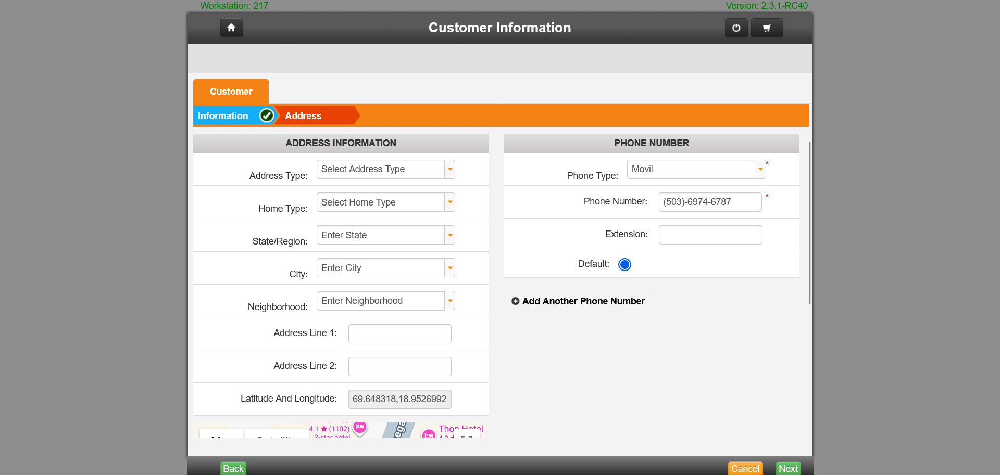 Workstation: 217
Version: 2.3.1-RC40
Customer Information
Customer
Information
Address
ADDRESS INFORMATION
Address Type:
Select Address Type
Home Type:
Select Home Type
State/Region:
Enter State
City:
Enter City
Neighborhood:
Enter Neighborhood
Address Line 1:
Address Line 2:
Latitude And Longitude:
69.648318,18.9526992
4.1 ★ (1102)
3-star hotel
Thon Hotel
PHONE NUMBER
Phone Type:
Movil
*
Phone Number:
(503)-6974-6787
*
Extension:
Default:
Add Another Phone Number
Back
Cancel
Next